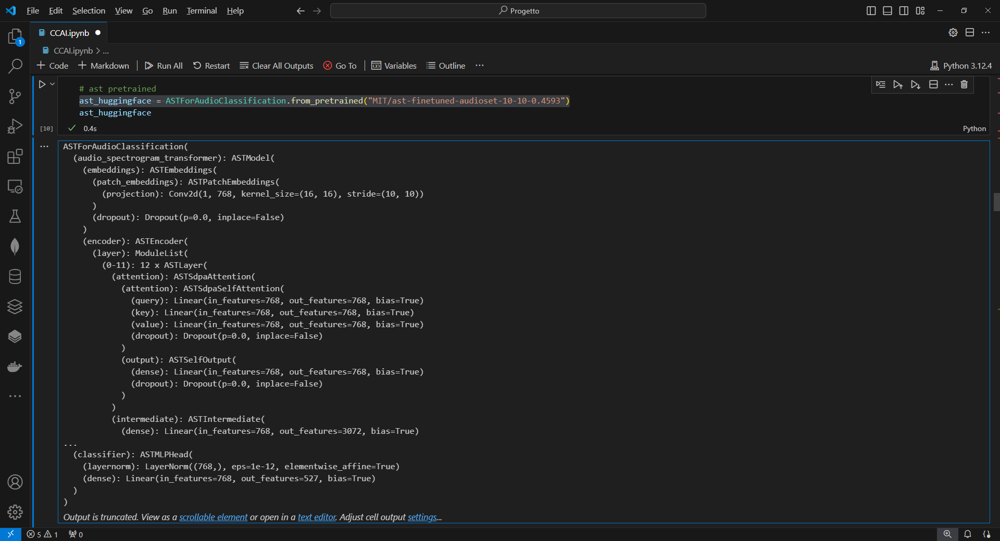 File Edit Selection View Go Run Terminal Help
Progetto
CCAI.ipynb
1
CCAI.ipynb > ...
Code Markdown Run All Restart Clear All Outputs Go To Variables Outline ...
Python 3.12.4
# ast pretrained
ast_huggingface = ASTForAudioClassification.from_pretrained("MIT/ast-finetuned-audioset-10-10-0.4593")
ast_huggingface
[10] 0.4s
Python
ASTForAudioClassification(
(audio_spectrogram_transformer): ASTModel(
(embeddings): ASTEmbeddings(
(patch_embeddings): ASTPatchEmbeddings(
(projection): Conv2d(1, 768, kernel_size=(16, 16), stride=(10, 10))
)
(dropout): Dropout(p=0.0, inplace=False)
)
(encoder): ASTEncoder(
(layer): ModuleList(
(0-11): 12 x ASTLayer(
(attention): ASTSdpaAttention(
(attention): ASTSdpaSelfAttention(
(query): Linear(in_features=768, out_features=768, bias=True)
(key): Linear(in_features=768, out_features=768, bias=True)
(value): Linear(in_features=768, out_features=768, bias=True)
(dropout): Dropout(p=0.0, inplace=False)
)
(output): ASTSelfOutput(
(dense): Linear(in_features=768, out_features=768, bias=True)
(dropout): Dropout(p=0.0, inplace=False)
)
)
(intermediate): ASTIntermediate(
(dense): Linear(in_features=768, out_features=3072, bias=True)
...
(classifier): ASTMLPHead(
(layernorm): LayerNorm((768,), eps=1e-12, elementwise_affine=True)
(dense): Linear(in_features=768, out_features=527, bias=True)
)
)
Output is truncated. View as a scrollable element or open in a text editor. Adjust cell output settings...
5 1 0